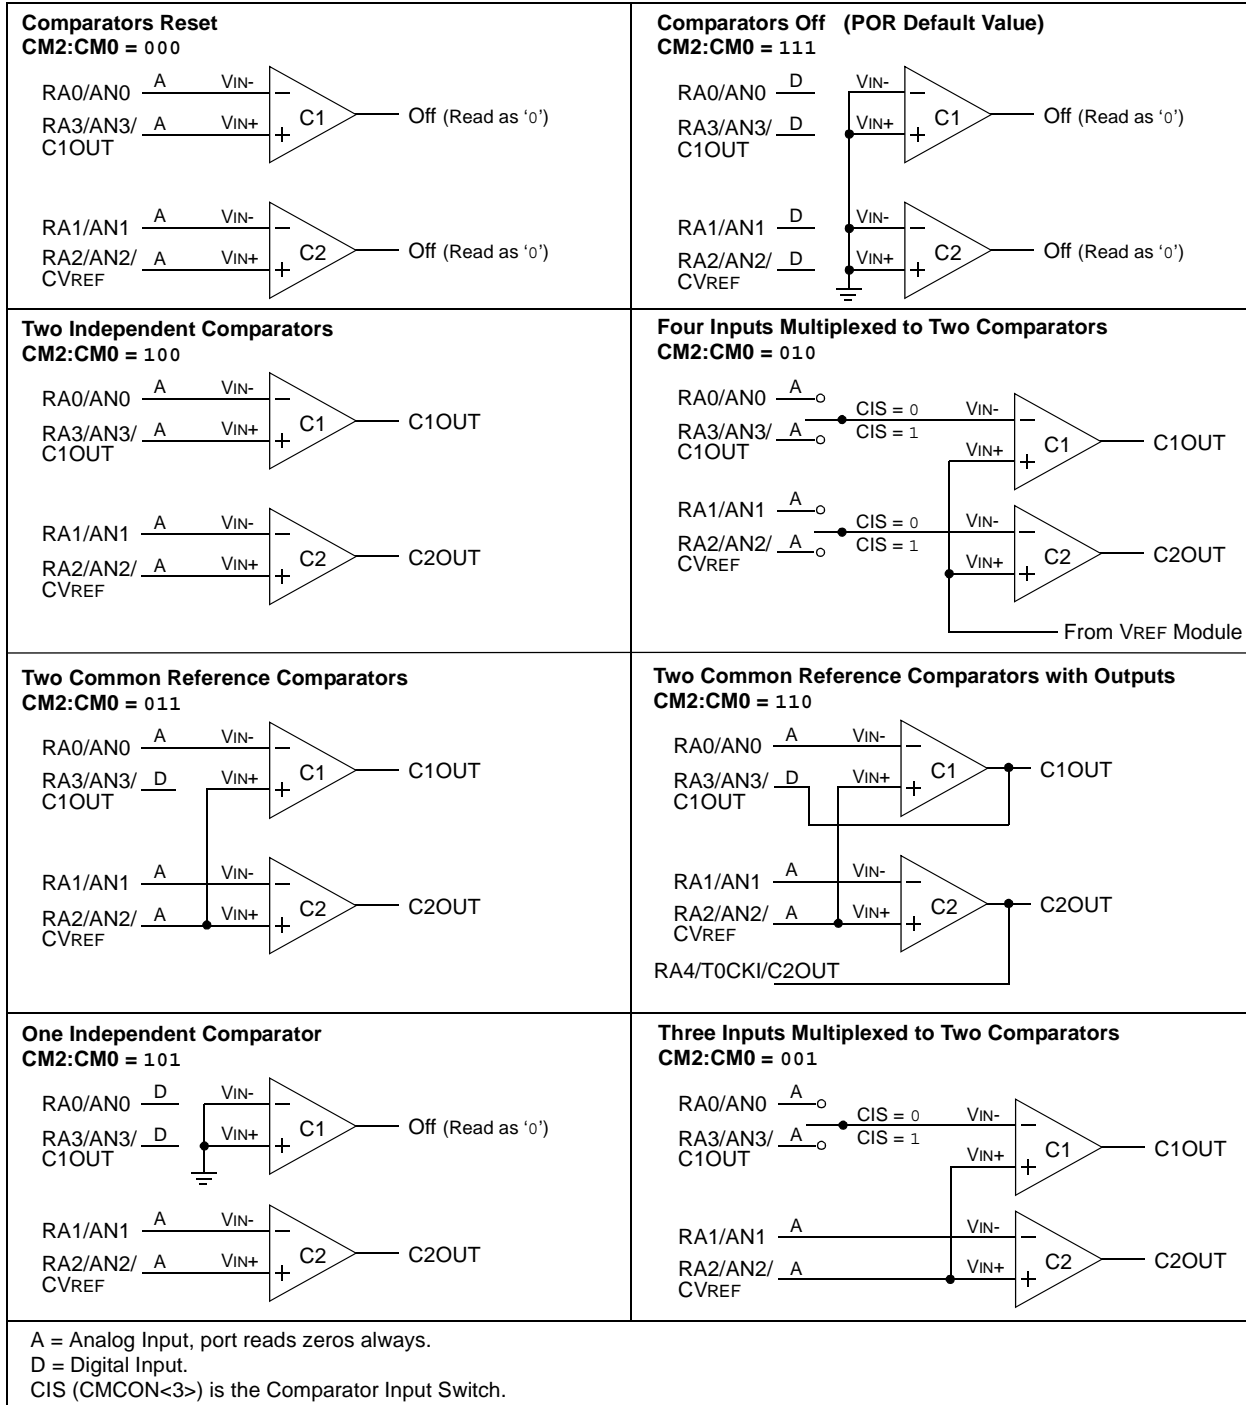 Comparators Reset
CM2:CM0 = 000
RA0/AN0 A VIN-
RA3/AN3/ A VIN+
C1OUT
C1 Off (Read as ‘0’)
RA1/AN1 A VIN-
RA2/AN2/ A VIN+
CVREF
C2 Off (Read as ‘0’)
Comparators Off (POR Default Value)
CM2:CM0 = 111
RA0/AN0 D VIN-
RA3/AN3/ D VIN+
C1OUT
C1 Off (Read as ‘0’)
RA1/AN1 D VIN-
RA2/AN2/ D VIN+
CVREF
C2 Off (Read as ‘0’)
Two Independent Comparators
CM2:CM0 = 100
RA0/AN0 A VIN-
RA3/AN3/ A VIN+
C1OUT
C1 C1OUT
RA1/AN1 A VIN-
RA2/AN2/ A VIN+
CVREF
C2 C2OUT
Four Inputs Multiplexed to Two Comparators
CM2:CM0 = 010
RA0/AN0 A
CIS = 0 VIN-
RA3/AN3/ A CIS = 1
C1OUT
VIN+
C1 C1OUT
RA1/AN1 A
CIS = 0 VIN-
RA2/AN2/ A CIS = 1
CVREF
VIN+
C2 C2OUT
From VREF Module
Two Common Reference Comparators
CM2:CM0 = 011
RA0/AN0 A VIN-
RA3/AN3/ D VIN+
C1OUT
C1 C1OUT
RA1/AN1 A VIN-
RA2/AN2/ A VIN+
CVREF
C2 C2OUT
Two Common Reference Comparators with Outputs
CM2:CM0 = 110
RA0/AN0 A VIN-
RA3/AN3/ D VIN+
C1OUT
C1 C1OUT
RA1/AN1 A VIN-
RA2/AN2/ A VIN+
CVREF
C2 C2OUT
RA4/T0CKI/C2OUT
One Independent Comparator
CM2:CM0 = 101
RA0/AN0 D VIN-
RA3/AN3/ D VIN+
C1OUT
C1 Off (Read as ‘0’)
RA1/AN1 A VIN-
RA2/AN2/ A VIN+
CVREF
C2 C2OUT
Three Inputs Multiplexed to Two Comparators
CM2:CM0 = 001
RA0/AN0 A
CIS = 0 VIN-
RA3/AN3/ A CIS = 1
C1OUT
VIN+
C1 C1OUT
RA1/AN1 A VIN-
RA2/AN2/ A VIN+
CVREF
C2 C2OUT
A = Analog Input, port reads zeros always.
D = Digital Input.
CIS (CMCON<3>) is the Comparator Input Switch.